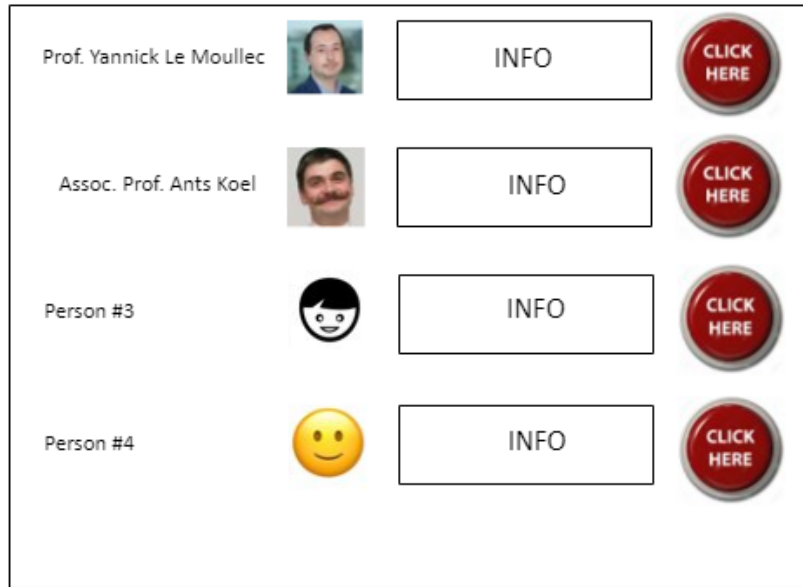 Prof. Yannick Le Moullec
INFO
CLICK
HERE
Assoc. Prof. Ants Koel
INFO
CLICK
HERE
Person #3
INFO
CLICK
HERE
Person #4
INFO
CLICK
HERE